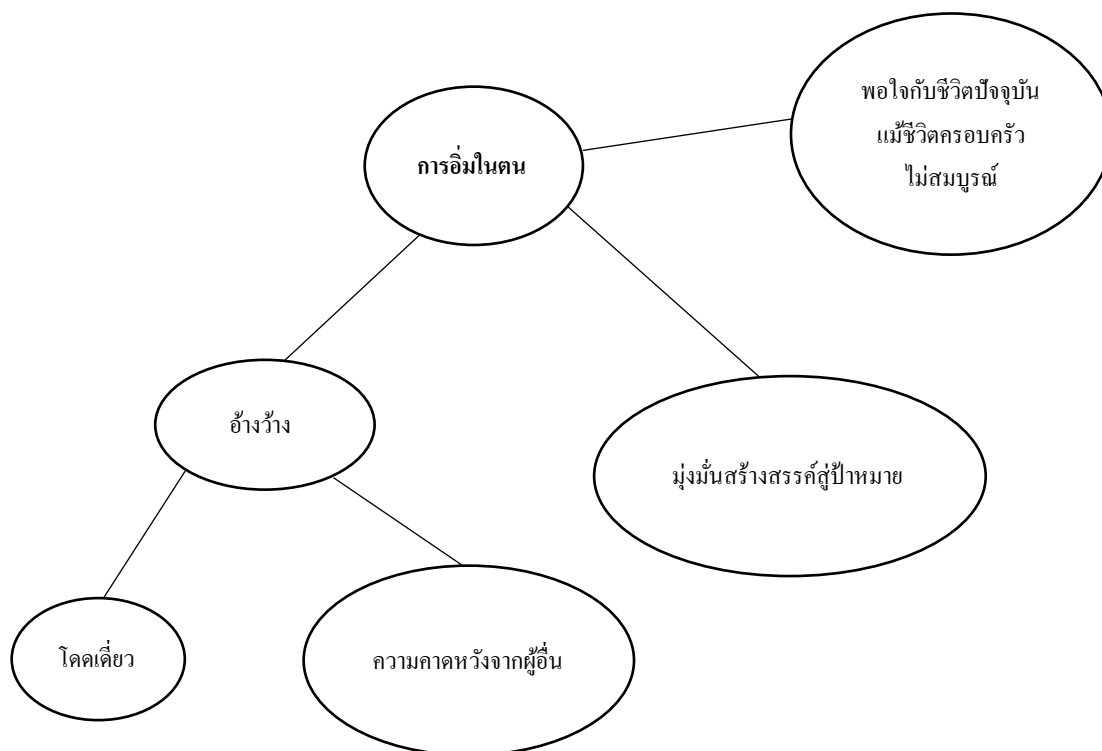 พอใจกับชีวิตปัจจุบัน
แม้ชีวิตครอบครัว
ไม่สมบูรณ์
การอิ่มในตน
อ้างว้าง
มุ่งมั่นสร้างสรรค์สู่ป้าหมาย
โดดเดี่ยว
ความคาดหวังจากผู้อื่น